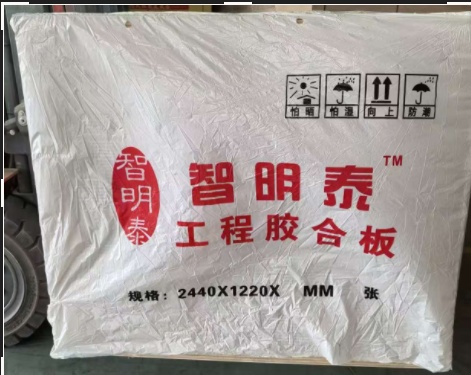 怕晒 怕湿 向上 防潮
智明泰 智明泰™
工程胶合板
规格：2440X1220X MM 张